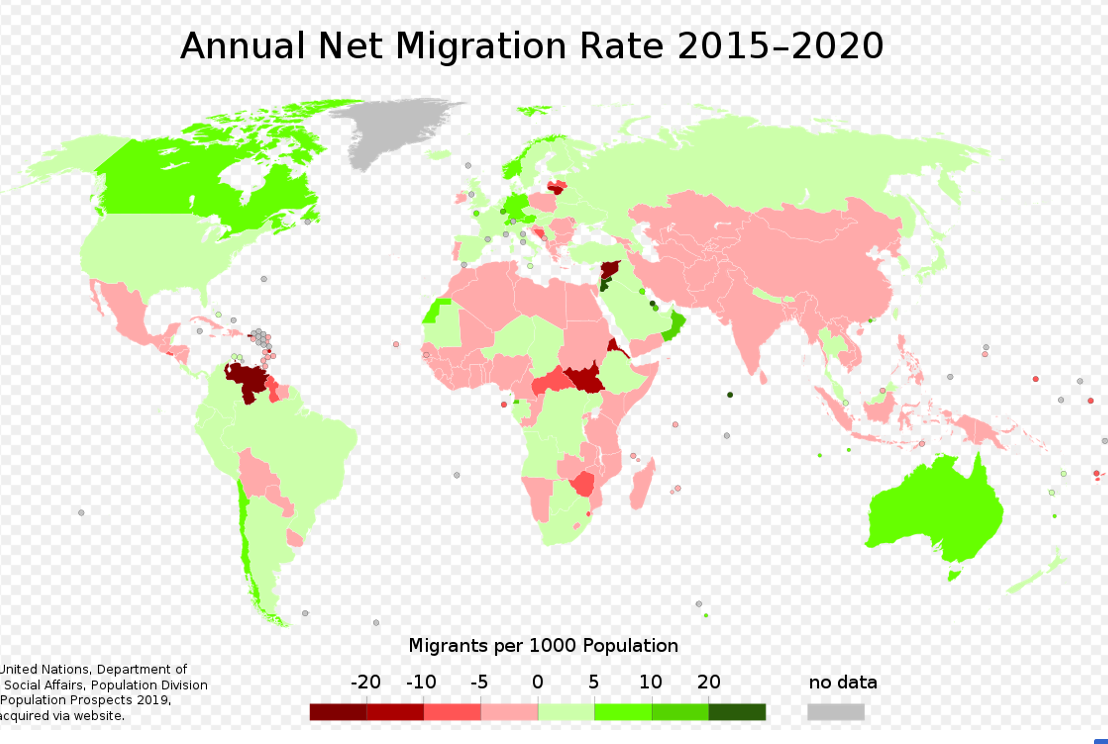 Annual Net Migration Rate 2015–2020
Migrants per 1000 Population
-20 -10 -5 0 5 10 20 no data
United Nations, Department of
Social Affairs, Population Division
Population Prospects 2019,
acquired via website.